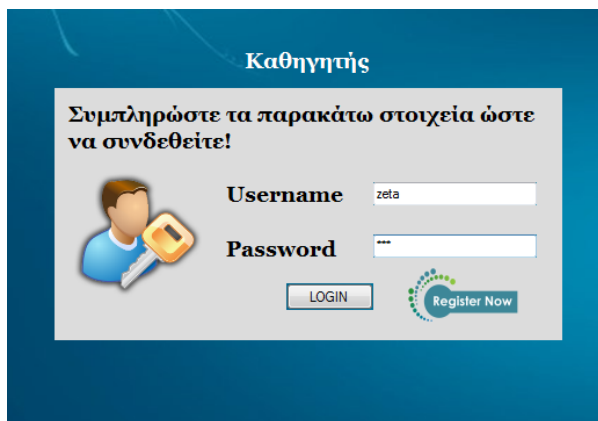 Καθηγητής
Συμπληρώστε τα παρακάτω στοιχεία ώστε
να συνδεθείτε!
Username zeta
Password ***
LOGIN Register Now